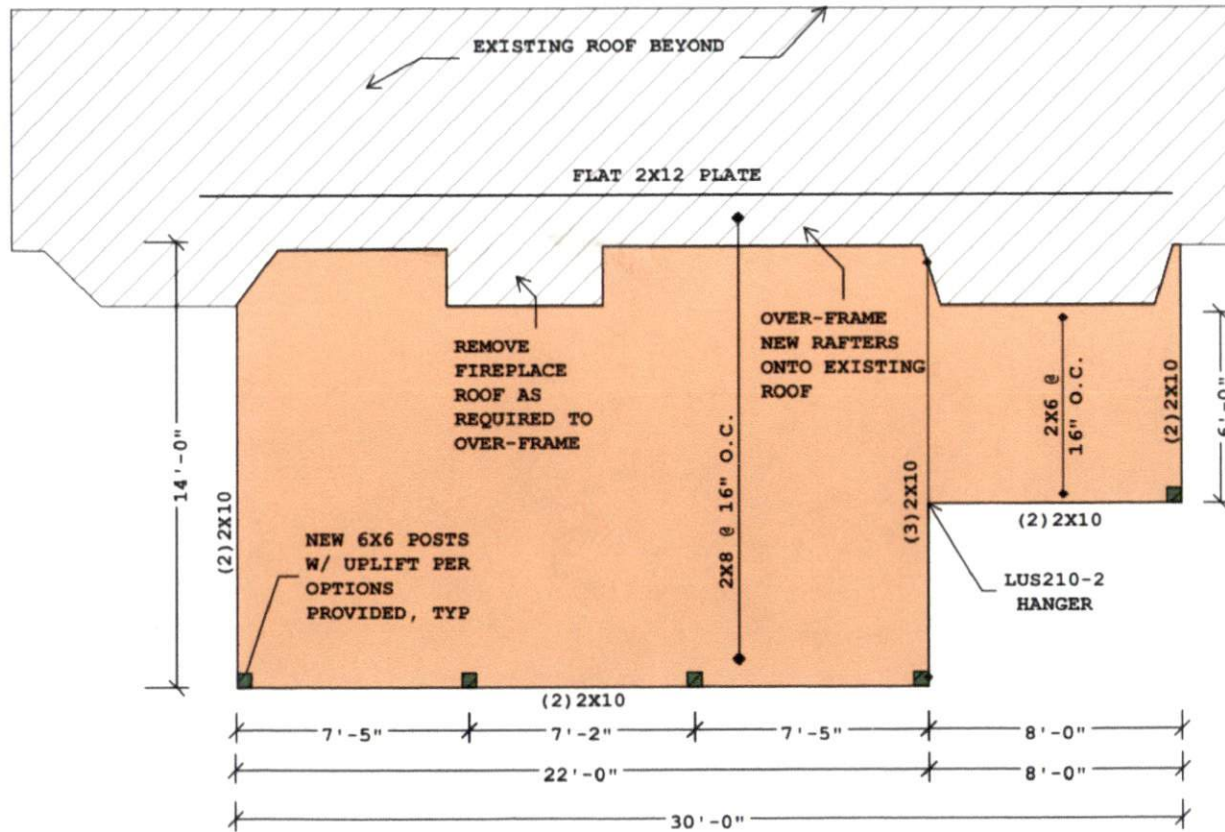 EXISTING ROOF BEYOND
FLAT 2X12 PLATE
14'-0"
(2)2X10
REMOVE
FIREPLACE
ROOF AS
REQUIRED TO
OVER-FRAME
OVER-FRAME
NEW RAFTERS
ONTO EXISTING
ROOF
2X8 @ 16" O.C.
(3)2X10
2X6 @
16" O.C.
(2)2X10
6'-0"
NEW 6X6 POSTS
W/ UPLIFT PER
OPTIONS
PROVIDED, TYP
(2)2X10
LUS210-2
HANGER
(2)2X10
7'-5"
7'-2"
7'-5"
8'-0"
22'-0"
8'-0"
30'-0"